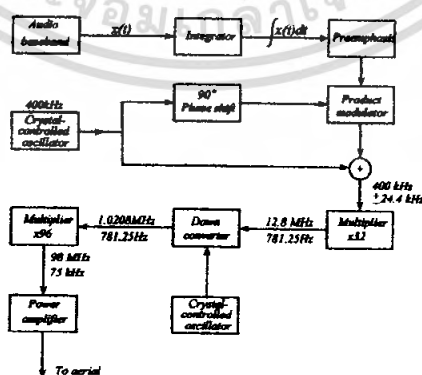 Audio
baseband
x(t)
Integrator
∫x(t)dt
Preemphasis
400kHz
Crystal-
controlled
oscillator
90°
Phase shift
Product
modulator
+
400 kHz
±24.4 kHz
Multiplier
x96
1.0208MHz
781.25Hz
Down
converter
12.8 MHz
781.25Hz
Multiplier
x32
98 MHz
75 kHz
Power
amplifier
Crystal-
controlled
oscillator
To aerial